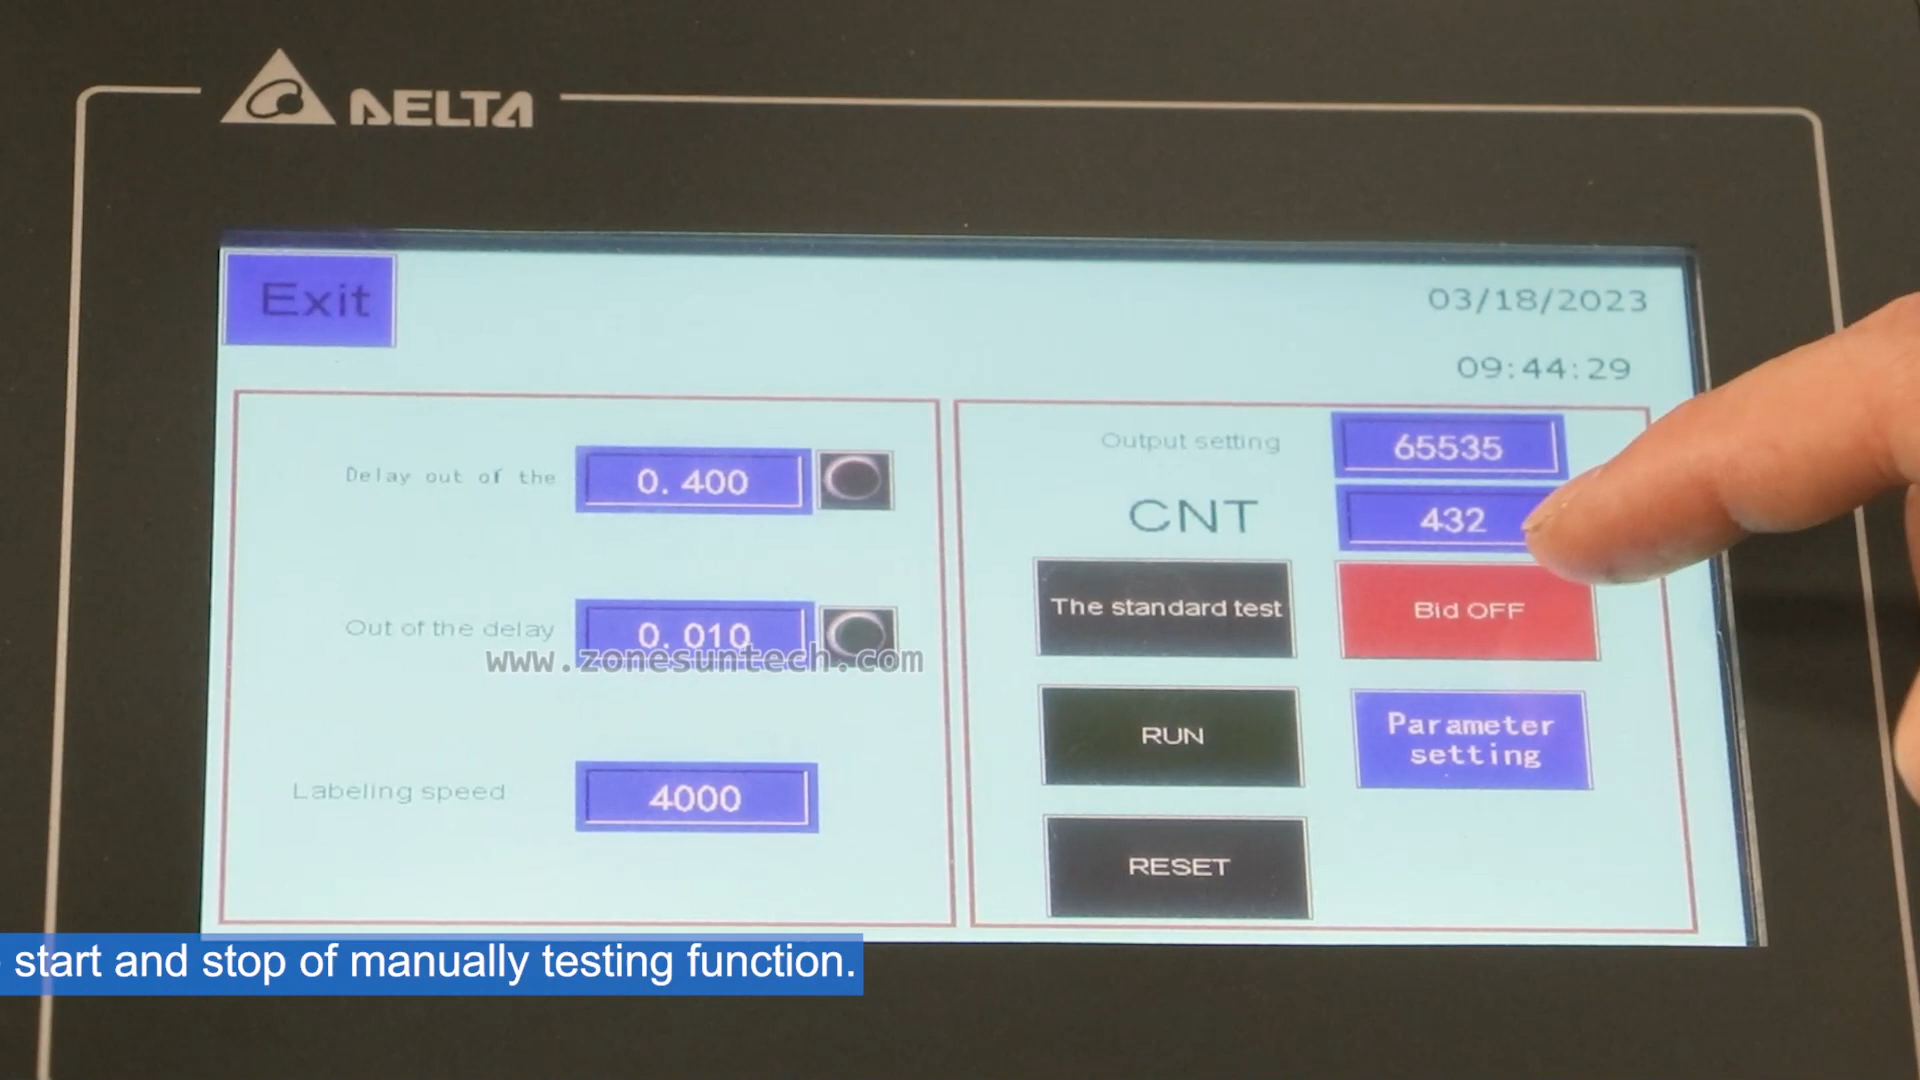 DELTA
Exit
03/18/2023
09:44:29
Delay out of the
0.400
Out of the delay
0.010
www.zonesuntech.com
Labeling speed
4000
Output setting
65535
CNT
432
The standard test
Bid OFF
RUN
Parameter
setting
RESET
start and stop of manually testing function.